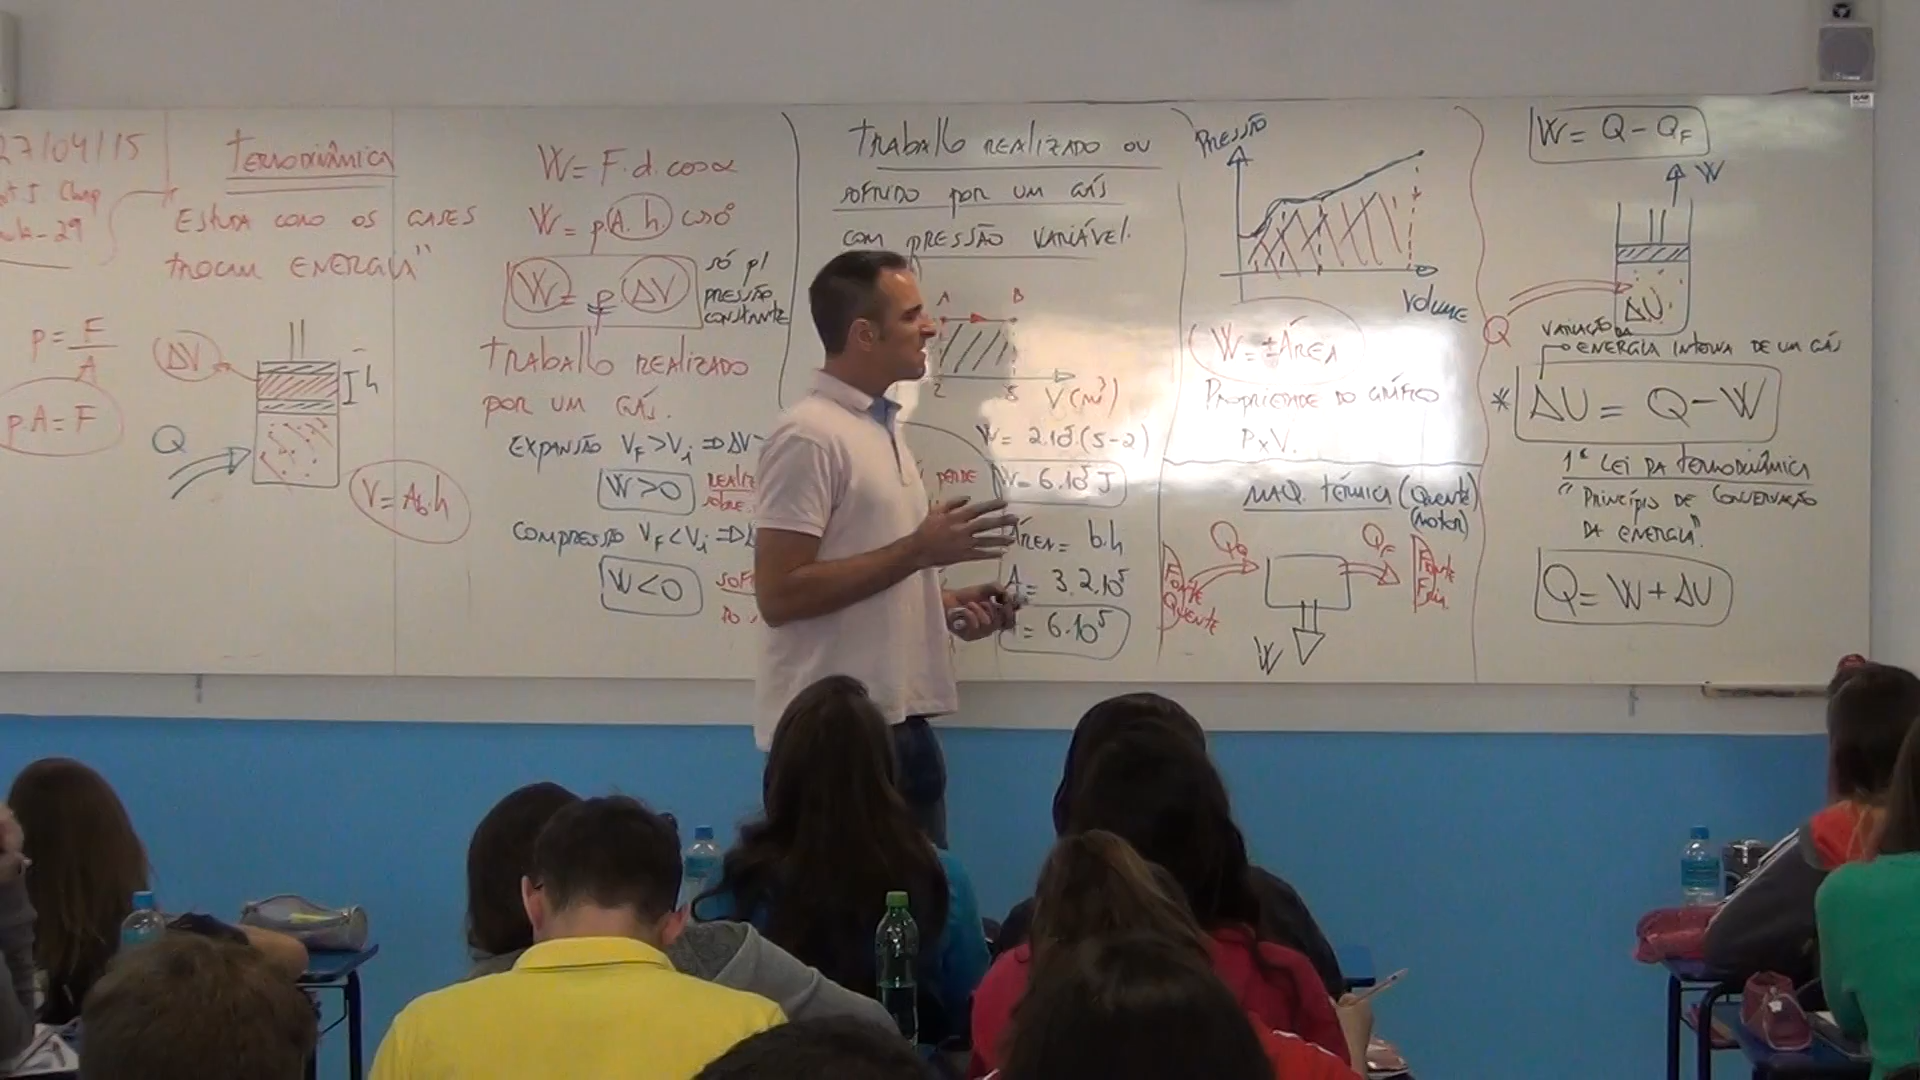 27/04/15
Termodinâmica
Estuda como os gases
trocam energia"
p = F/A
p.A = F
ΔV
h
Q
V = Ab.h
W = F.d.cosα
W = p.A.h.cos0°
W = p.ΔV
só p/
pressão
constante
Trabalho realizado
por um gás.
Expansão VF > Vi ⇒ ΔV >
W > 0
Compressão VF < Vi ⇒
W < 0
Trabalho realizado ou
sofrido por um gás
com pressão variável.
A B
2 5 V(m³)
W = 2.10⁵.(5-2)
W = 6.10⁵ J
Área = b.h
A = 3.2.10⁵
= 6.10⁵
Pressão
Volume
W = ±Área
Propriedade do gráfico
PxV.
Máq. térmica (Quente)
(Motor)
QQ QF
Fonte
Quente
Fonte
Fria
W
W = Q - QF
W
ΔU
Q
Variação da
energia interna de um gás
* ΔU = Q - W
1ª Lei da Termodinâmica
"Princípio de Conservação
da energia".
Q = W + ΔU